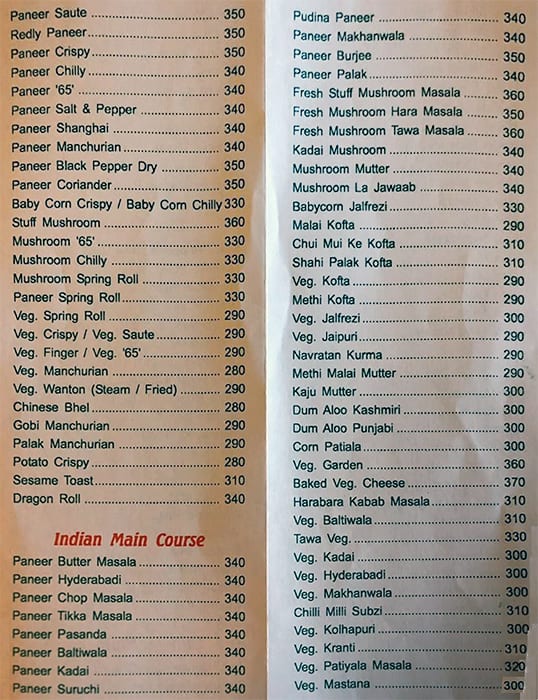 Paneer Saute ........ 350
Redly Paneer ........ 350
Paneer Crispy ........ 350
Paneer Chilly ........ 340
Paneer '65' ........ 340
Paneer Salt & Pepper ........ 340
Paneer Shanghai ........ 340
Paneer Manchurian ........ 340
Paneer Black Pepper Dry ........ 350
Paneer Coriander ........ 350
Baby Corn Crispy / Baby Corn Chilly 330
Stuff Mushroom ........ 360
Mushroom '65' ........ 330
Mushroom Chilly ........ 330
Mushroom Spring Roll ........ 330
Paneer Spring Roll ........ 330
Veg. Spring Roll ........ 290
Veg. Crispy / Veg. Saute ........ 290
Veg. Finger / Veg. '65' ........ 290
Veg. Manchurian ........ 280
Veg. Wanton (Steam / Fried) ........ 290
Chinese Bhel ........ 280
Gobi Manchurian ........ 290
Palak Manchurian ........ 290
Potato Crispy ........ 280
Sesame Toast ........ 310
Dragon Roll ........ 340
Indian Main Course
Paneer Butter Masala ........ 340
Paneer Hyderabadi ........ 340
Paneer Chop Masala ........ 340
Paneer Tikka Masala ........ 340
Paneer Pasanda ........ 340
Paneer Baltiwala ........ 340
Paneer Kadai ........ 340
Paneer Suruchi ........ 340
Pudina Paneer ........ 340
Paneer Makhanwala ........ 340
Paneer Burjee ........ 350
Paneer Palak ........ 340
Fresh Stuff Mushroom Masala ........ 360
Fresh Mushroom Hara Masala ........ 350
Fresh Mushroom Tawa Masala ........ 360
Kadai Mushroom ........ 340
Mushroom Mutter ........ 340
Mushroom La Jawaab ........ 340
Babycorn Jalfrezi ........ 330
Malai Kofta ........ 290
Chui Mui Ke Kofta ........ 310
Shahi Palak Kofta ........ 310
Veg. Kofta ........ 290
Methi Kofta ........ 290
Veg. Jalfrezi ........ 300
Veg. Jaipuri ........ 290
Navratan Kurma ........ 290
Methi Malai Mutter ........ 290
Kaju Mutter ........ 300
Dum Aloo Kashmiri ........ 300
Dum Aloo Punjabi ........ 300
Corn Patiala ........ 300
Veg. Garden ........ 360
Baked Veg. Cheese ........ 370
Harabara Kabab Masala ........ 310
Veg. Baltiwala ........ 310
Tawa Veg. ........ 330
Veg. Kadai ........ 300
Veg. Hyderabadi ........ 300
Veg. Makhanwala ........ 300
Chilli Milli Subzi ........ 310
Veg. Kolhapuri ........ 300
Veg. Kranti ........ 310
Veg. Patiyala Masala ........ 320
Veg. Mastana ........ 300